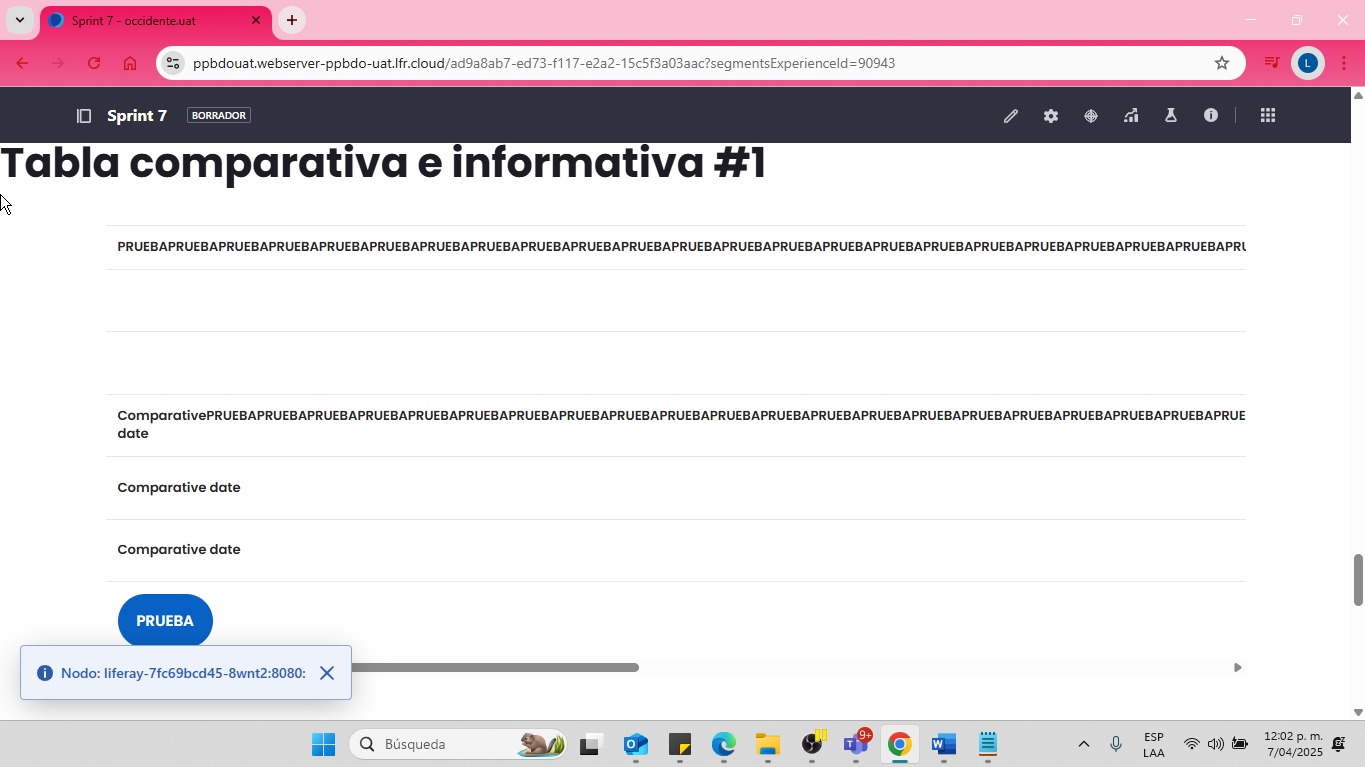 Sprint 7 - occidente.uat
ppbdouat.webserver-ppbdo-uat.lfr.cloud/ad9a8ab7-ed73-f117-e2a2-15c5f3a03aac?segmentsExperienceId=90943
L
Sprint 7 BORRADOR
Tabla comparativa e informativa #1
PRUEBAPRUEBAPRUEBAPRUEBAPRUEBAPRUEBAPRUEBAPRUEBAPRUEBAPRUEBAPRUEBAPRUEBAPRUEBAPRUEBAPRUEBAPRUEBAPRUEBAPRUEBAPRUEBAPRUEBAPRUEBAPRUEBAPRU
ComparativePRUEBAPRUEBAPRUEBAPRUEBAPRUEBAPRUEBAPRUEBAPRUEBAPRUEBAPRUEBAPRUEBAPRUEBAPRUEBAPRUEBAPRUEBAPRUEBAPRUEBAPRUEBAPRUEBAPRUEBAPRUE
date
Comparative date
Comparative date
PRUEBA
Nodo: liferay-7fc69bcd45-8wnt2:8080:
Búsqueda
9+
ESP
LAA
12:02 p. m.
7/04/2025